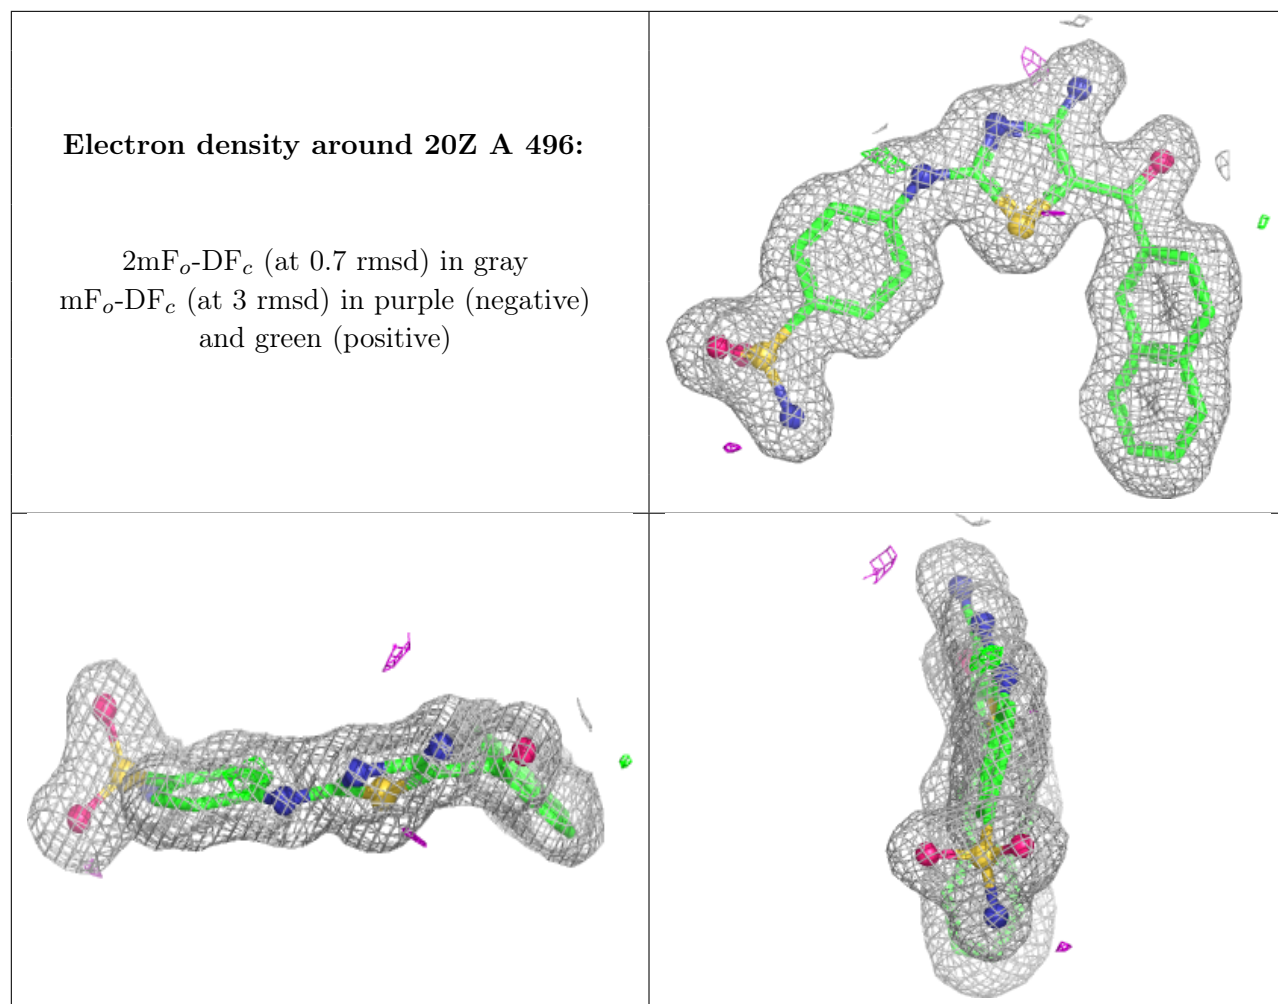 Electron density around 20Z A 496:
2mFo-DFc (at 0.7 rmsd) in gray
mFo-DFc (at 3 rmsd) in purple (negative)
and green (positive)